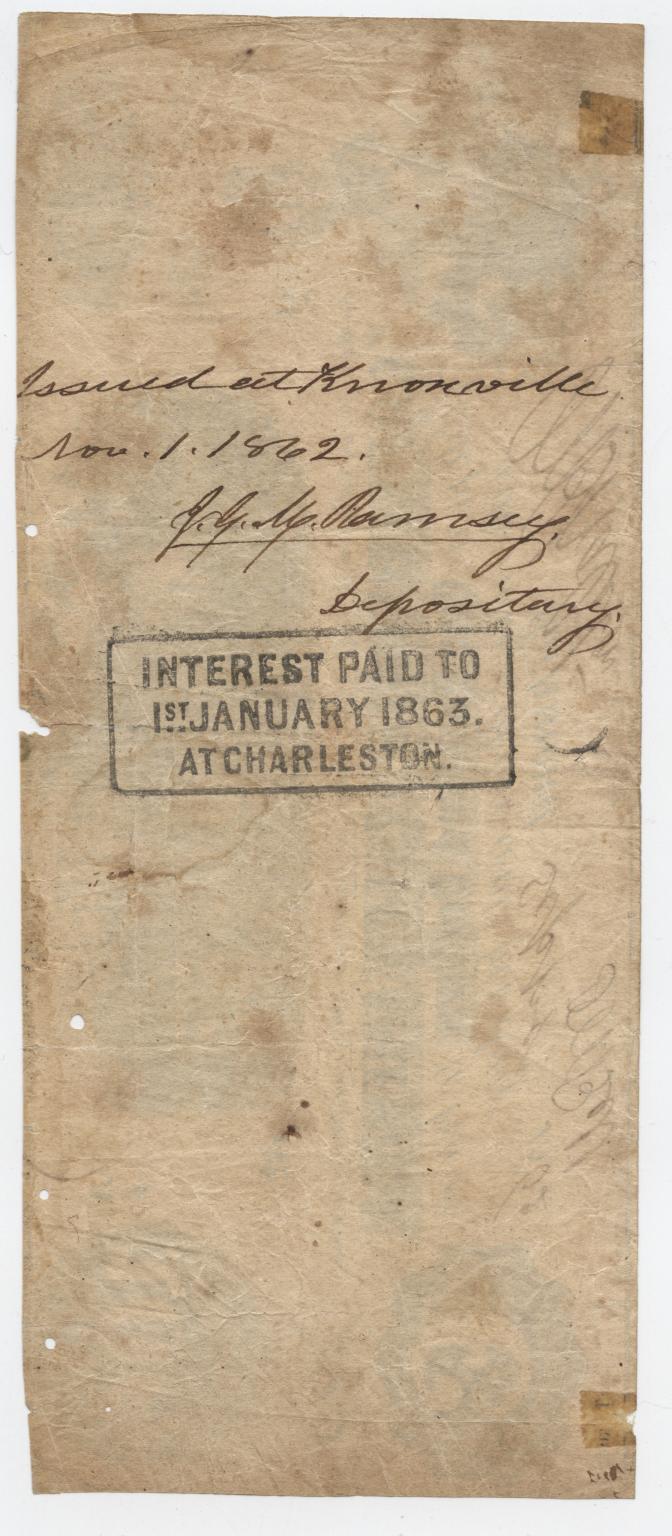 Issued at Knoxville
Nov. 1. 1862.
J. G. M. Ramsey.
Depositary.
INTEREST PAID TO
1ST. JANUARY 1863.
AT CHARLESTON.